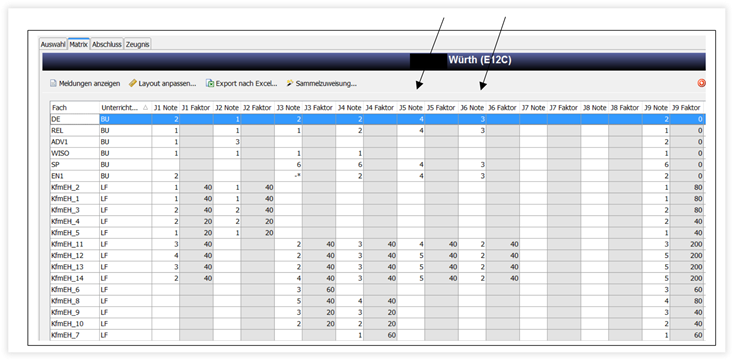 Auswahl Matrix Abschluss Zeugnis
Würth (E12C)
Meldungen anzeigen Layout anpassen... Export nach Excel... Sammelzuweisung...
Fach Unterricht... J1 Note J1 Faktor J2 Note J2 Faktor J3 Note J3 Faktor J4 Note J4 Faktor J5 Note J5 Faktor J6 Note J6 Faktor J7 Note J7 Faktor J8 Note J8 Faktor J9 Note J9 Faktor
DE BU 2 1 2 2 4 3 2 0
REL BU 1 1 1 2 4 3 1 0
ADV1 BU 1 3 2 0
WISO BU 1 1 1 1 1 0
SP BU 6 6 4 3 6 0
EN1 BU 2 -* 2 4 3 2 0
KfmEH_2 LF 1 40 1 40 1 80
KfmEH_1 LF 1 40 1 40 1 80
KfmEH_3 LF 2 40 2 40 2 80
KfmEH_4 LF 2 20 2 20 2 40
KfmEH_5 LF 1 20 1 20 1 40
KfmEH_11 LF 3 40 2 40 3 40 4 40 2 40 3 200
KfmEH_12 LF 4 40 2 40 3 40 5 40 2 40 5 200
KfmEH_13 LF 3 40 2 40 3 40 5 40 2 40 5 200
KfmEH_14 LF 2 40 4 40 3 40 5 40 2 40 5 200
KfmEH_6 LF 3 60 3 60
KfmEH_8 LF 5 40 4 40 4 80
KfmEH_9 LF 3 20 3 20 3 40
KfmEH_10 LF 2 20 2 20 2 40
KfmEH_7 LF 1 60 1 60